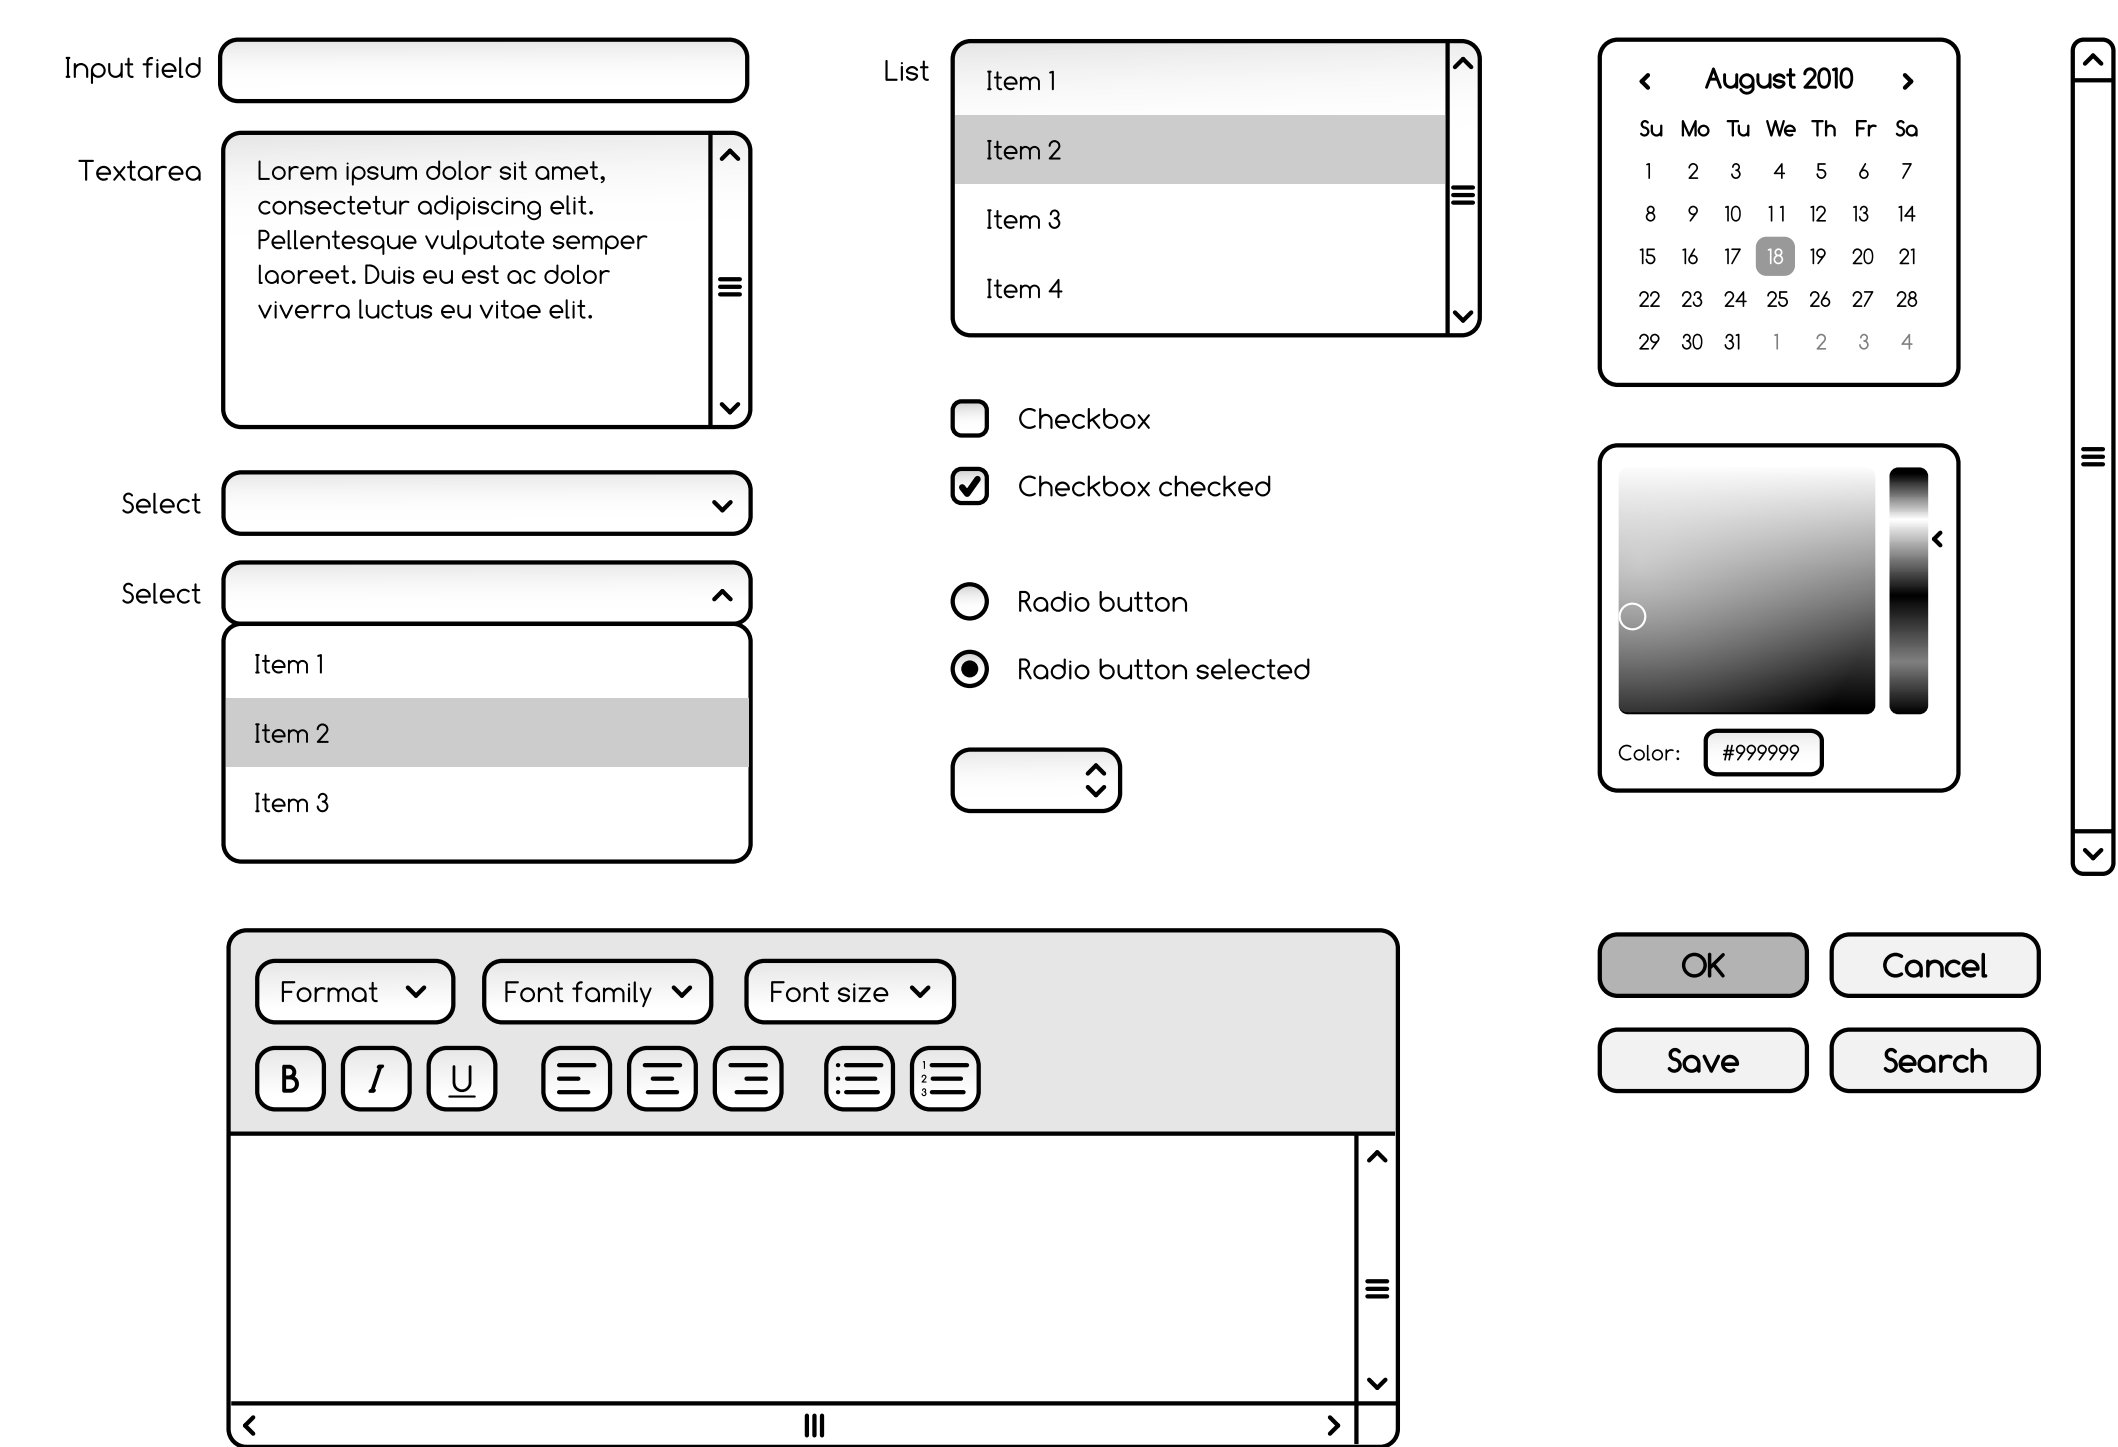 Input field
Textarea
Lorem ipsum dolor sit amet,
consectetur adipiscing elit.
Pellentesque vulputate semper
laoreet. Duis eu est ac dolor
viverra luctus eu vitae elit.
Select
Select
Item 1
Item 2
Item 3
List
Item 1
Item 2
Item 3
Item 4
Checkbox
Checkbox checked
Radio button
Radio button selected
August 2010
Su Mo Tu We Th Fr Sa
1 2 3 4 5 6 7
8 9 10 11 12 13 14
15 16 17 18 19 20 21
22 23 24 25 26 27 28
29 30 31 1 2 3 4
Color: #999999
Format Font family Font size
B I U
1
2
3
OK Cancel
Save Search